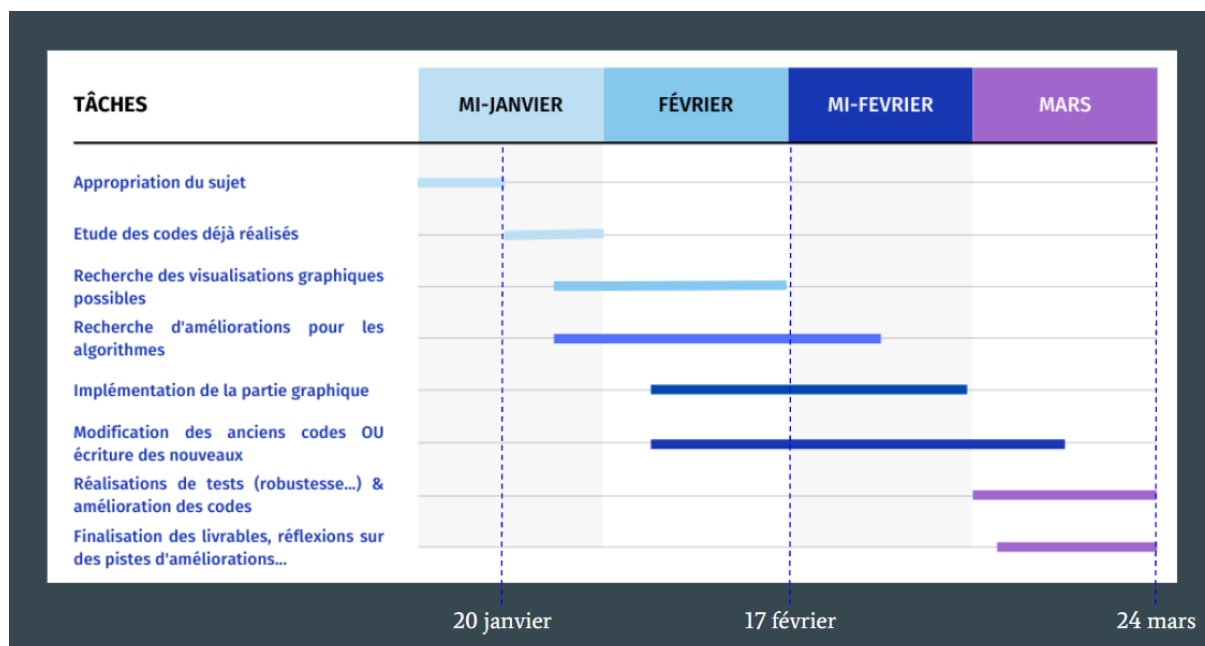 TÂCHES
MI-JANVIER
FÉVRIER
MI-FEVRIER
MARS
Appropriation du sujet
Etude des codes déjà réalisés
Recherche des visualisations graphiques
possibles
Recherche d'améliorations pour les
algorithmes
Implémentation de la partie graphique
Modification des anciens codes OU
écriture des nouveaux
Réalisations de tests (robustesse...) &
amélioration des codes
Finalisation des livrables, réflexions sur
des pistes d'améliorations...
20 janvier
17 février
24 mars